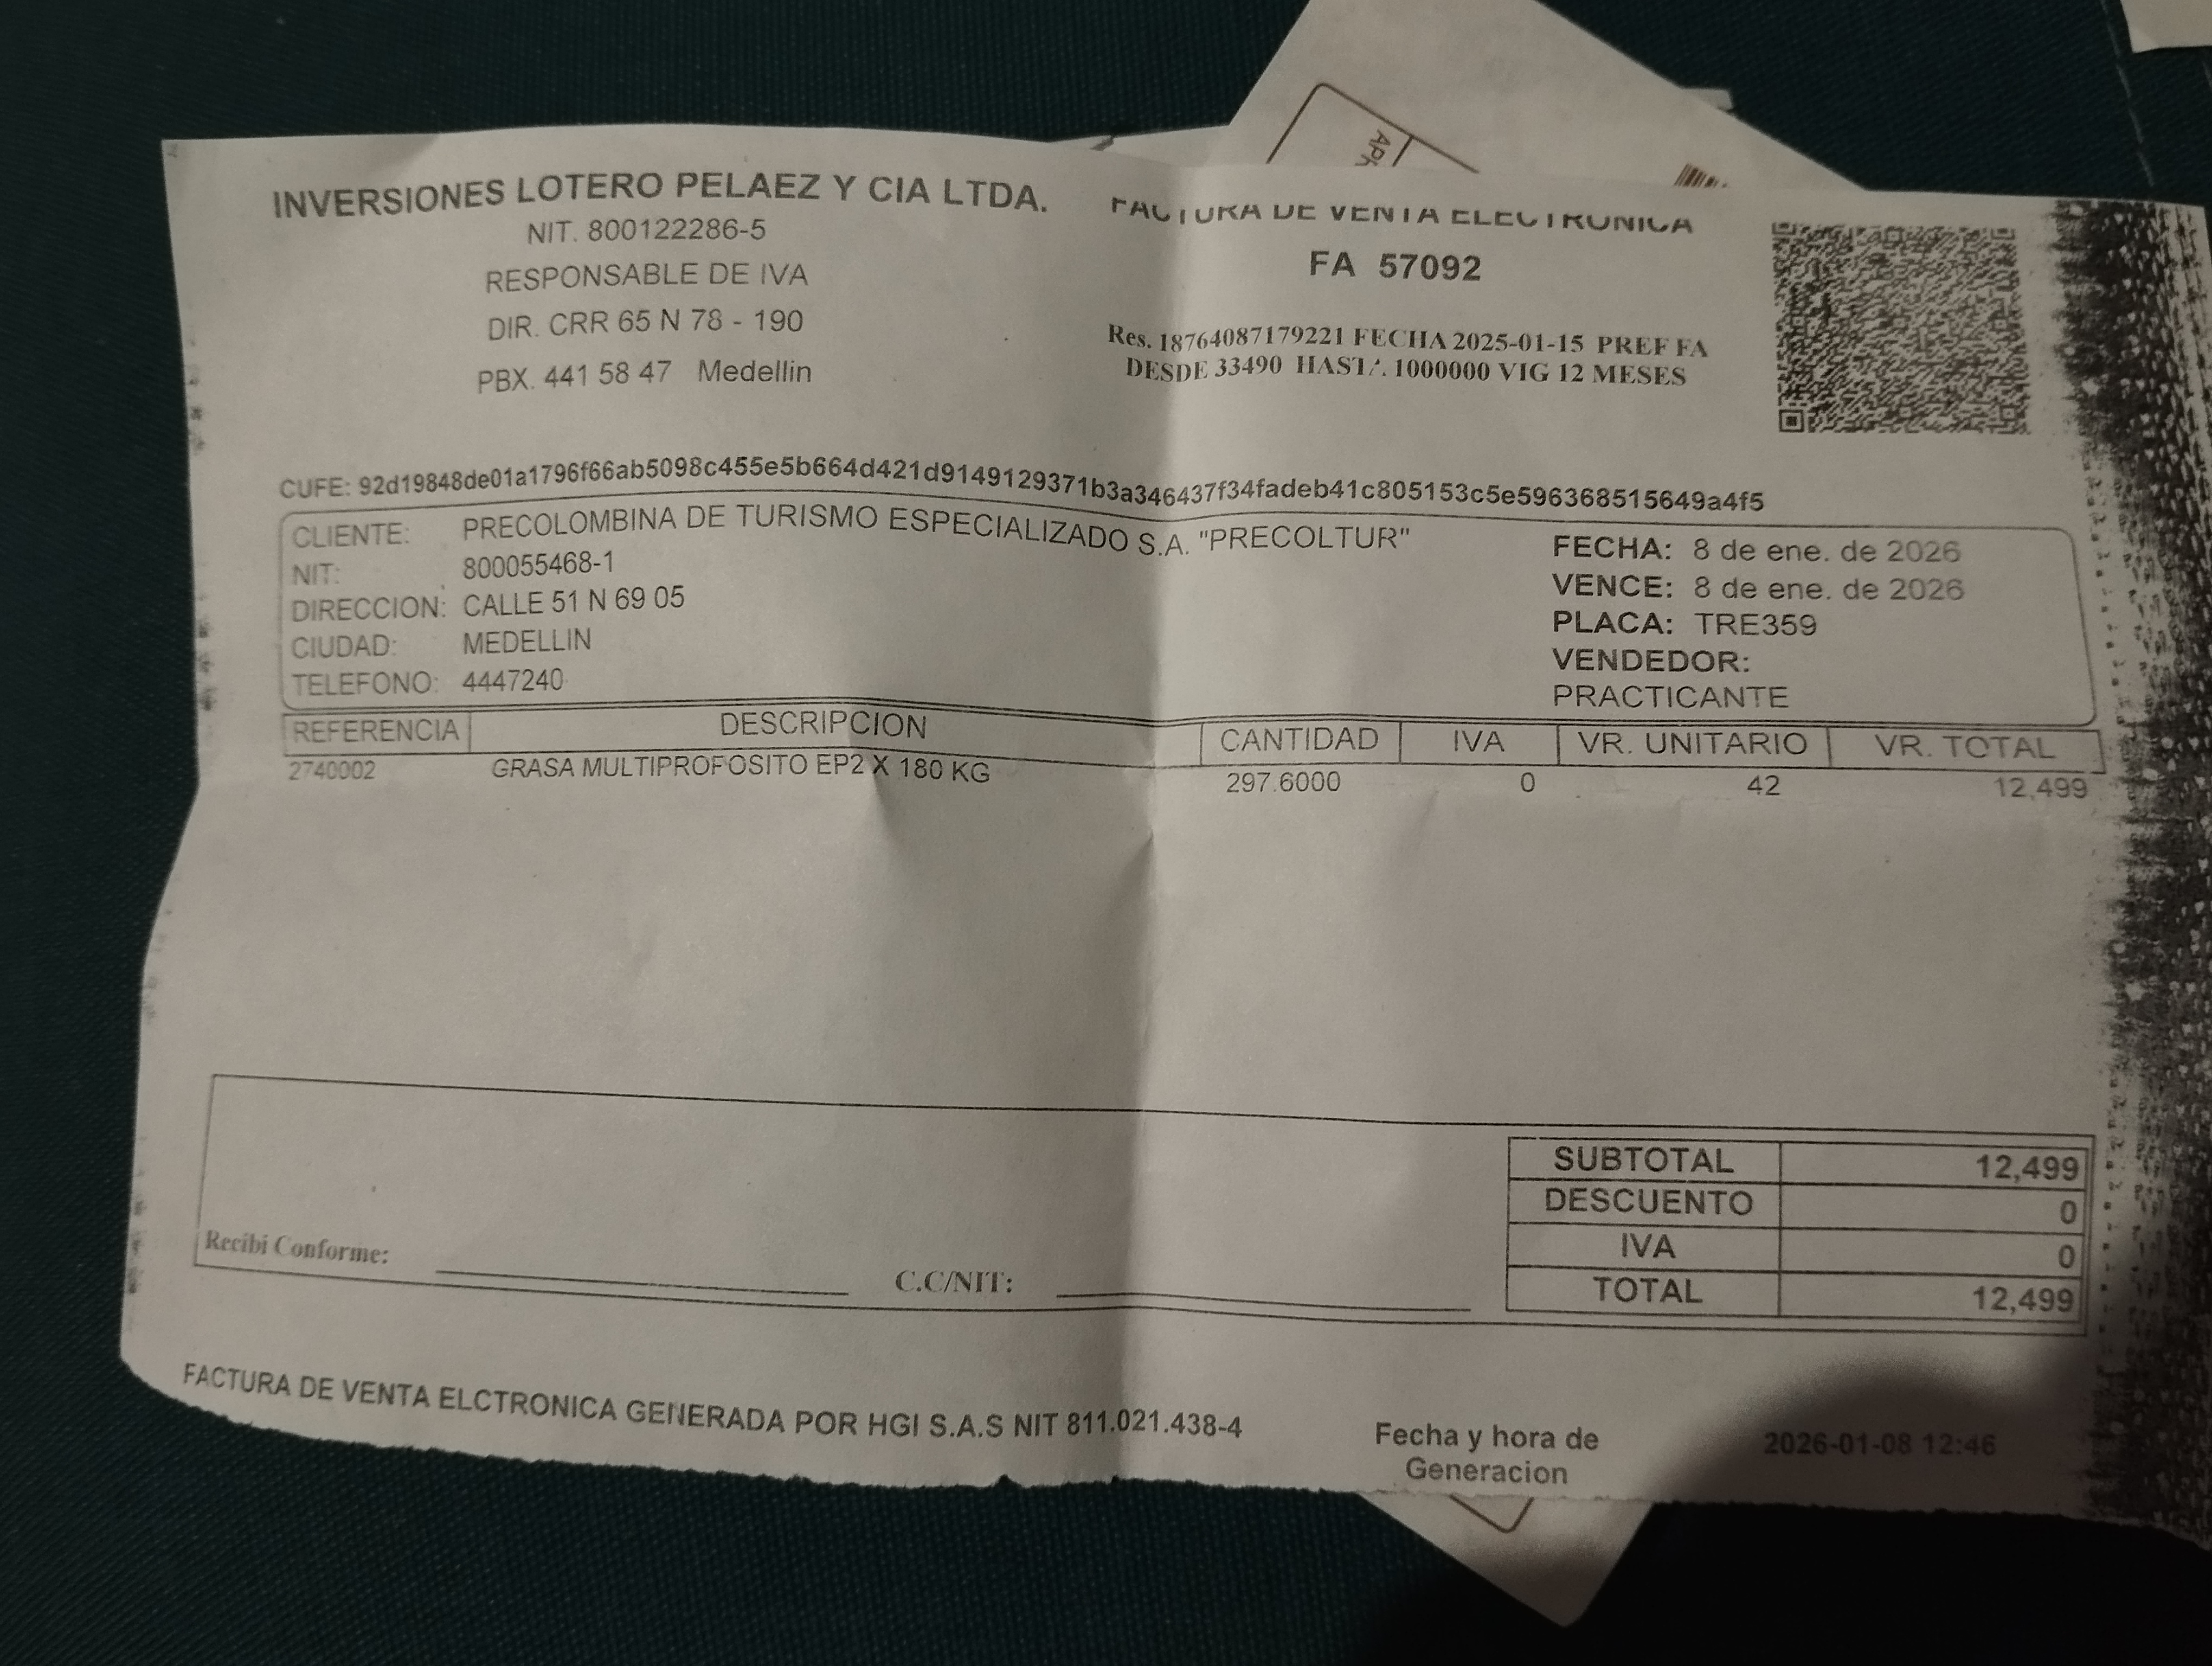 INVERSIONES LOTERO PELAEZ Y CIA LTDA.
NIT. 800122286-5
RESPONSABLE DE IVA
DIR. CRR 65 N 78 - 190
PBX. 441 58 47 Medellin
FACTURA DE VENTA ELECTRONICA
FA 57092
Res. 18764087179221 FECHA 2025-01-15 PREF FA
DESDE 33490 HASTA 1000000 VIG 12 MESES
CUFE: 92d19848de01a1796f66ab5098c455e5b664d421d9149129371b3a346437f34fadeb41c805153c5e596368515649a4f5
CLIENTE: PRECOLOMBINA DE TURISMO ESPECIALIZADO S.A. "PRECOLTUR"
NIT: 800055468-1
DIRECCION: CALLE 51 N 69 05
CIUDAD: MEDELLIN
TELEFONO: 4447240
FECHA: 8 de ene. de 2026
VENCE: 8 de ene. de 2026
PLACA: TRE359
VENDEDOR:
PRACTICANTE
REFERENCIA DESCRIPCION CANTIDAD IVA VR. UNITARIO VR. TOTAL
2740002 GRASA MULTIPROFOSITO EP2 X 180 KG 297.6000 0 42 12,499
SUBTOTAL 12,499
DESCUENTO 0
IVA 0
TOTAL 12,499
Recibi Conforme: C.C/NIT:
FACTURA DE VENTA ELCTRONICA GENERADA POR HGI S.A.S NIT 811.021.438-4
Fecha y hora de
Generacion
2026-01-08 12:46